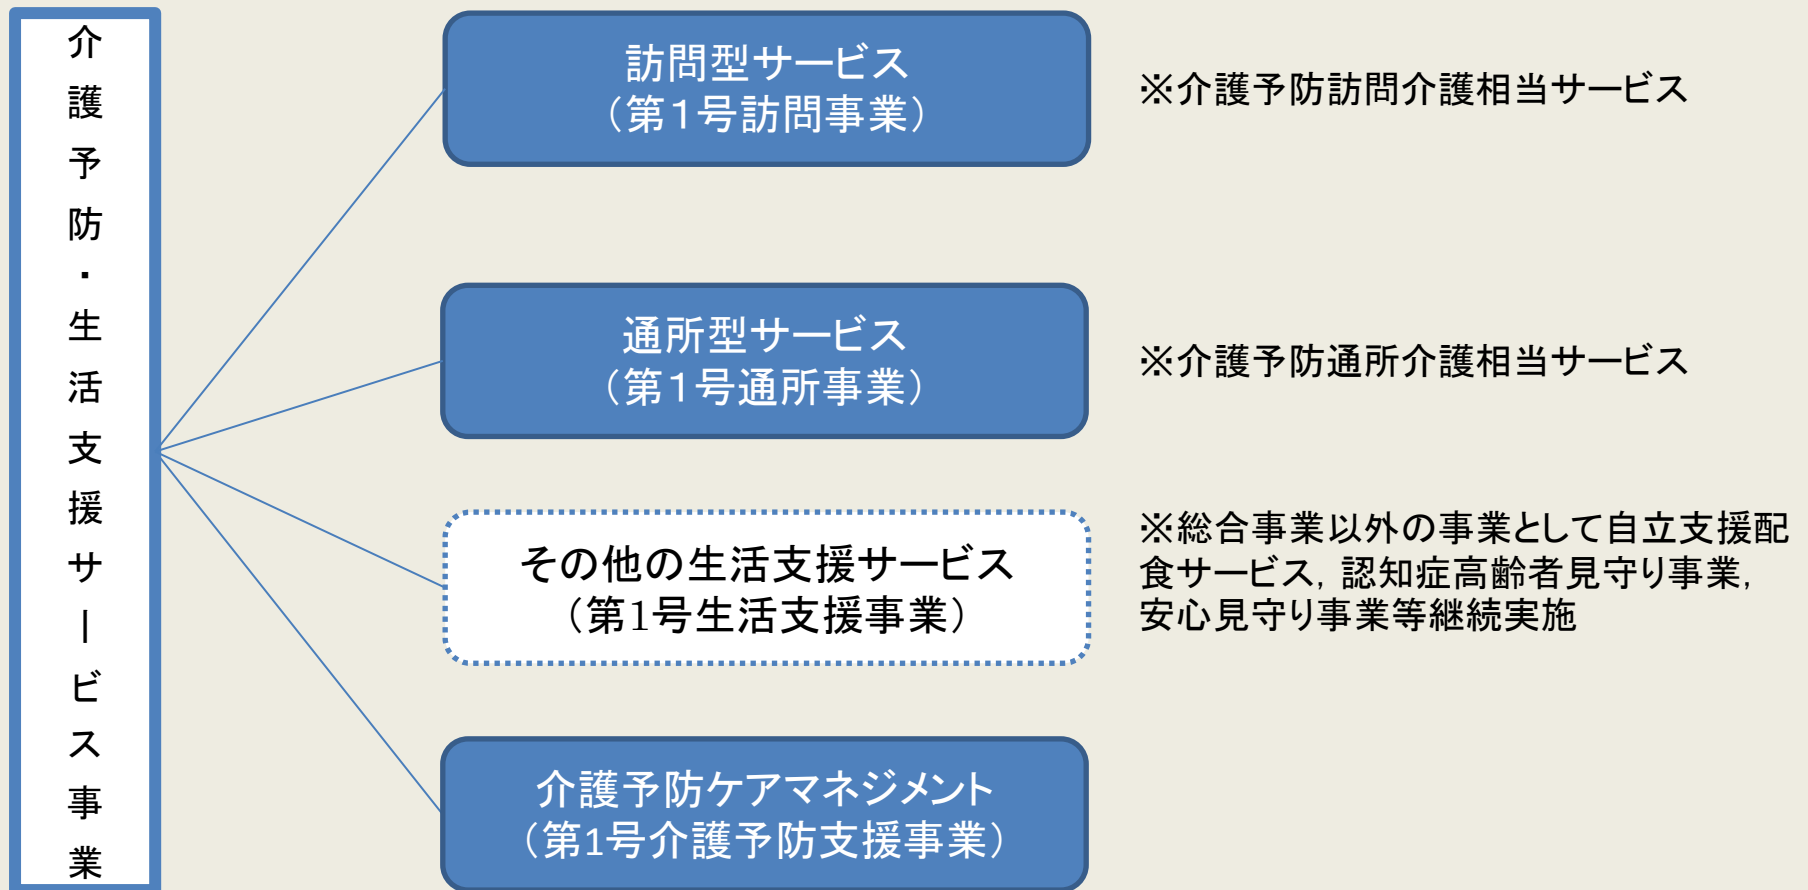 介護予防・生活支援サービス事業
訪問型サービス
（第１号訪問事業）
※介護予防訪問介護相当サービス
通所型サービス
（第１号通所事業）
※介護予防通所介護相当サービス
その他の生活支援サービス
（第1号生活支援事業）
※総合事業以外の事業として自立支援配
食サービス，認知症高齢者見守り事業，
安心見守り事業等継続実施
介護予防ケアマネジメント
（第1号介護予防支援事業）